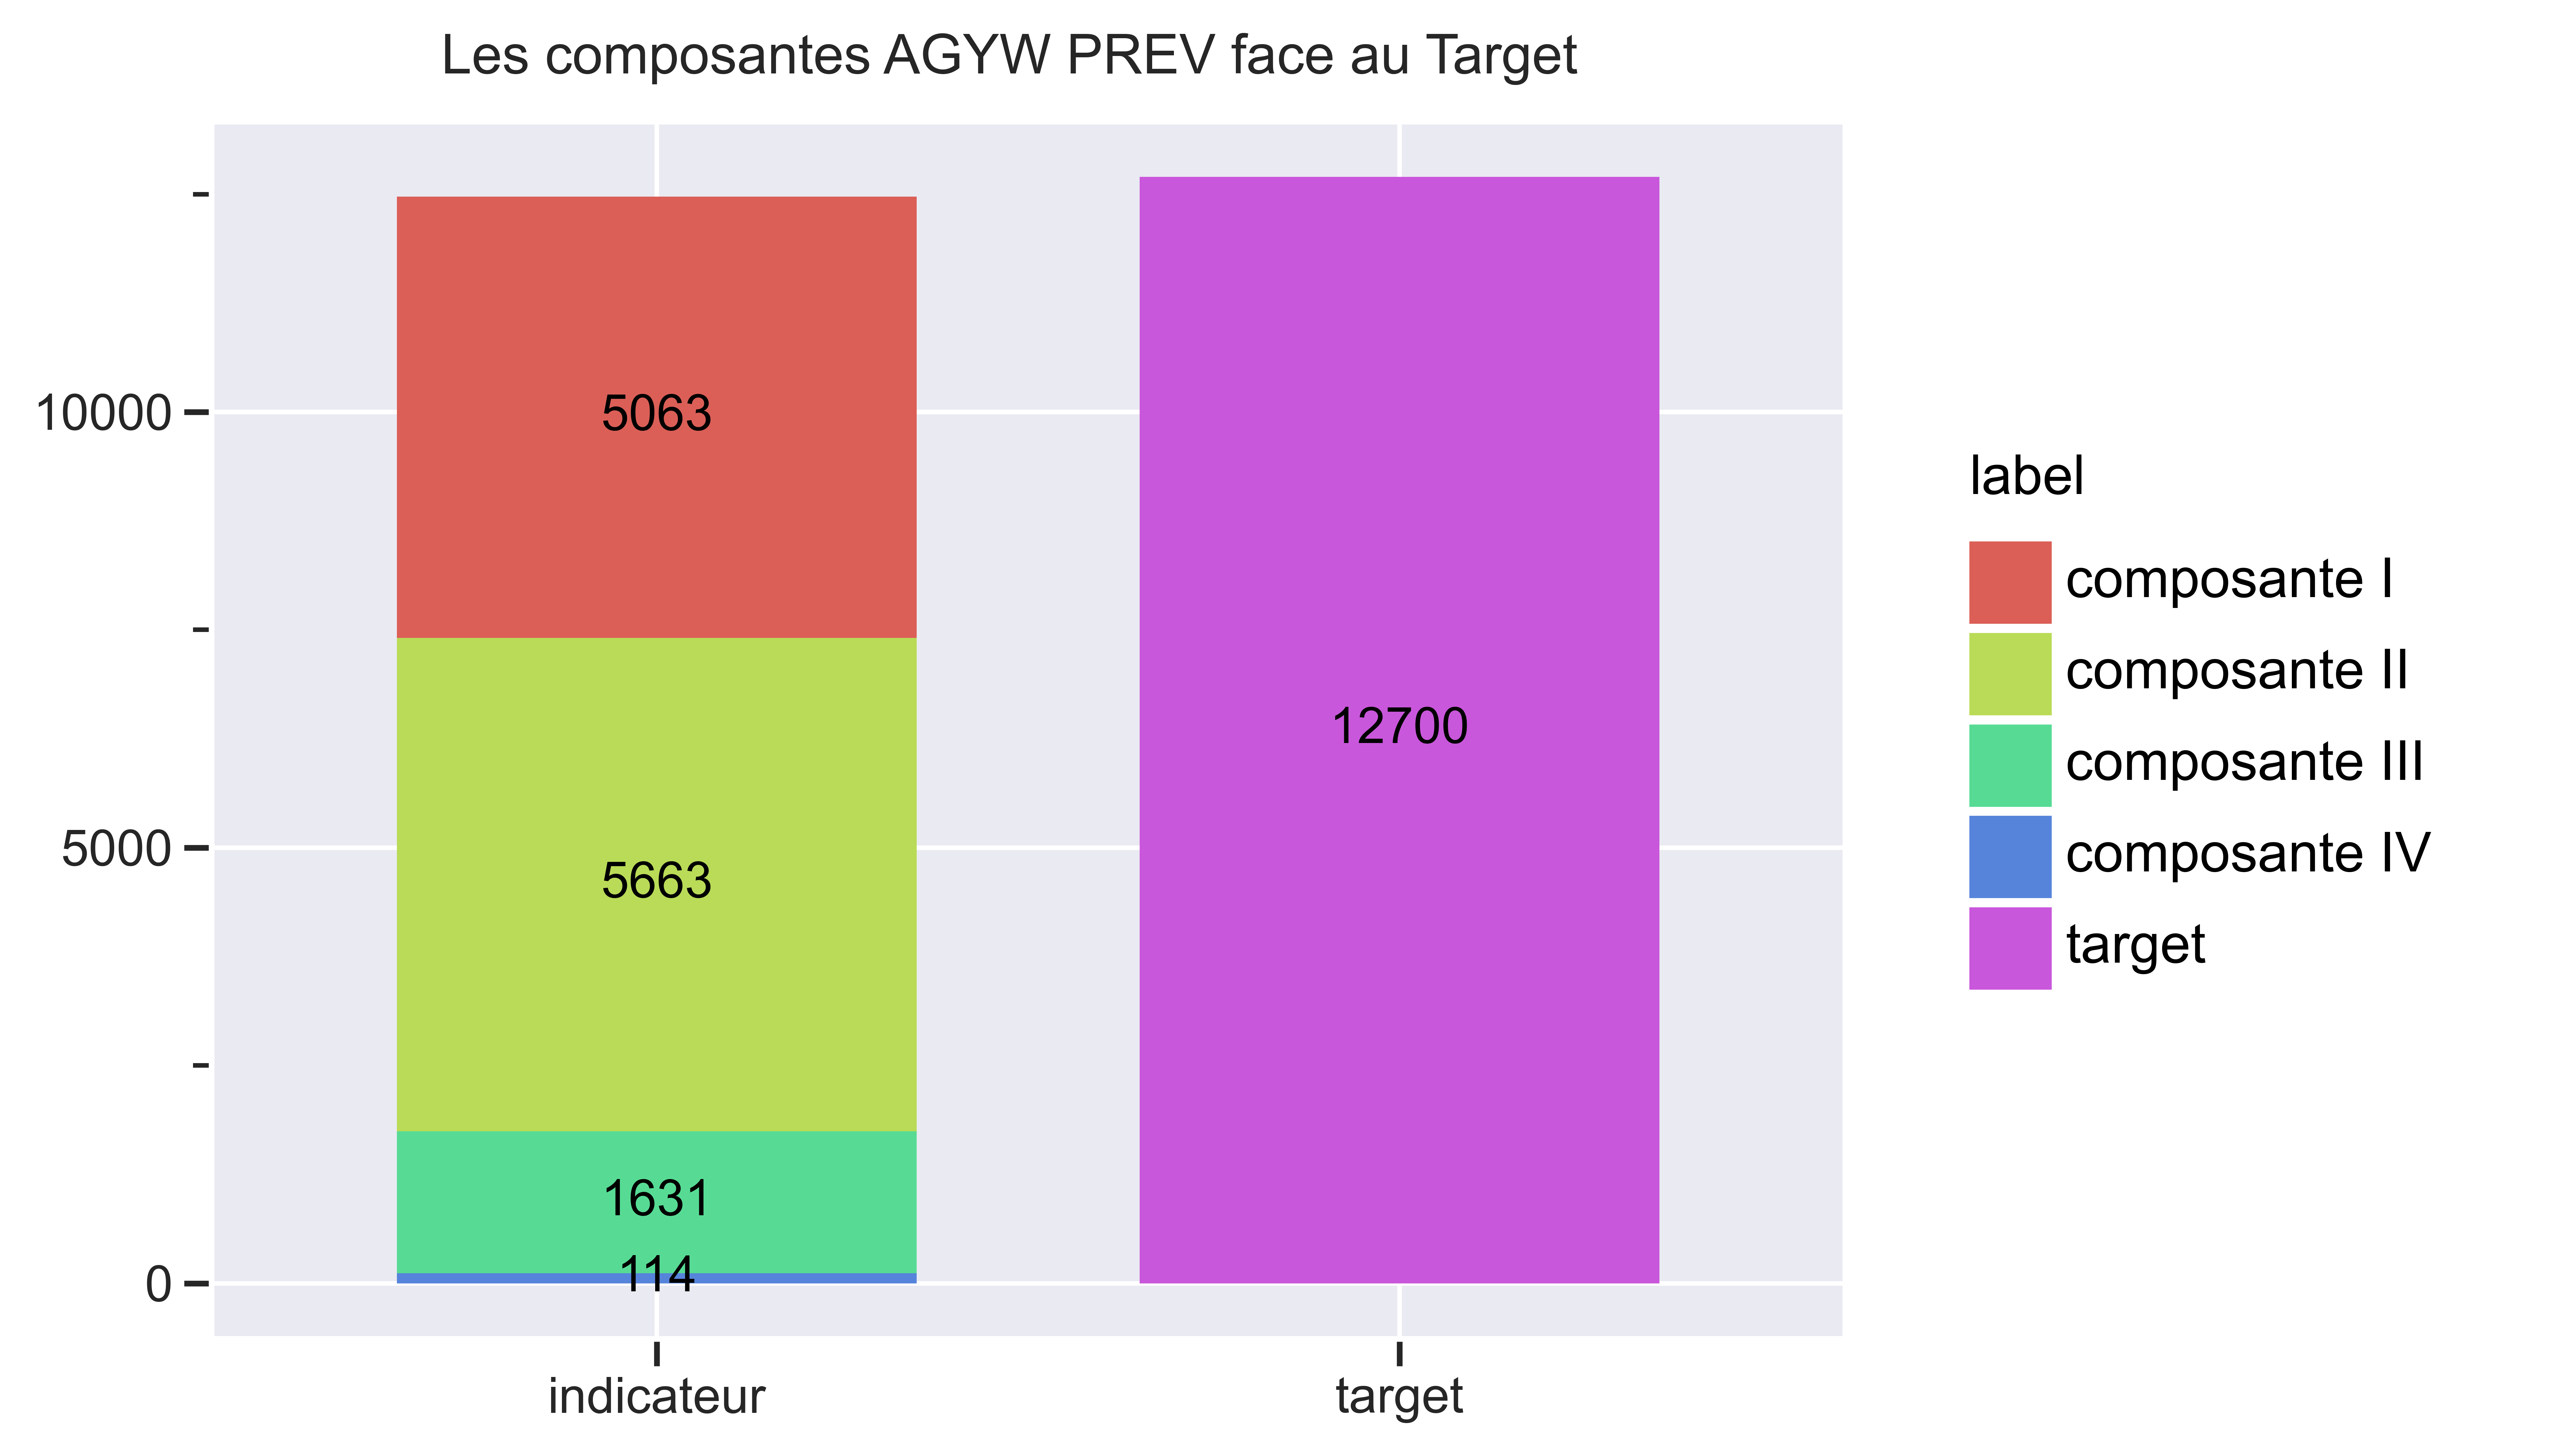 Les composantes AGYW PREV face au Target
10000
5000
0
5063
5663
1631
114
12700
indicateur
target
label
composante I
composante II
composante III
composante IV
target